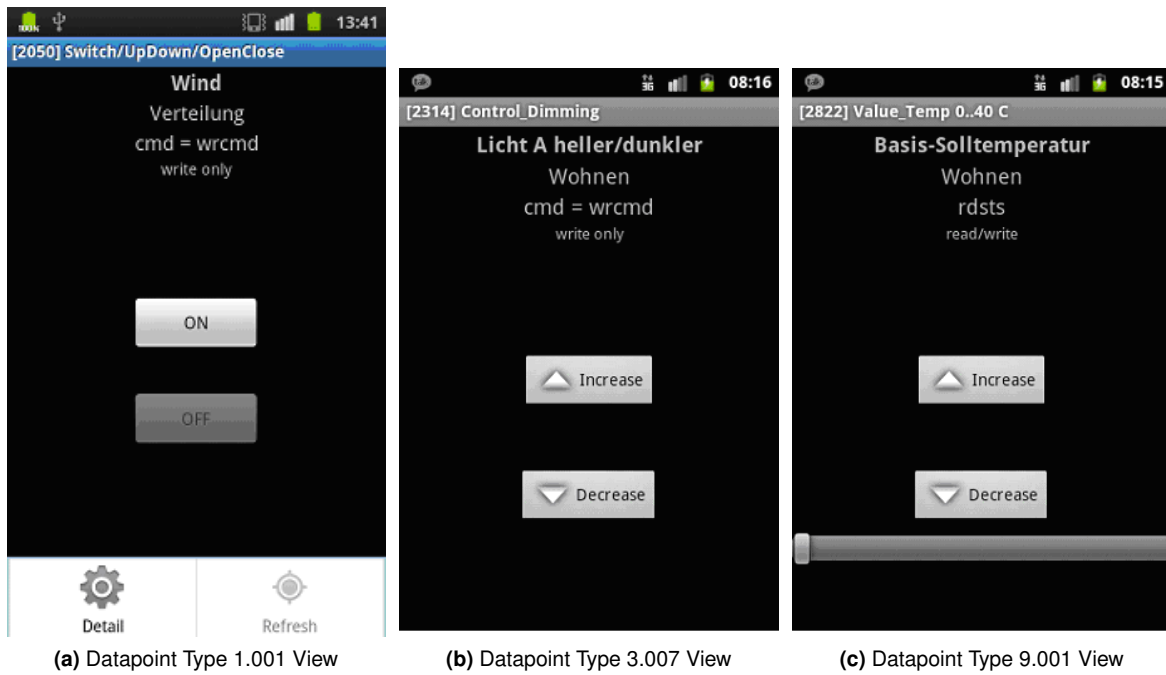 100%
13:41
[2050] Switch/UpDown/OpenClose
Wind
Verteilung
cmd = wrcmd
write only
ON
OFF
Detail
Refresh
(a) Datapoint Type 1.001 View
3G
08:16
[2314] Control_Dimming
Licht A heller/dunkler
Wohnen
cmd = wrcmd
write only
Increase
Decrease
(b) Datapoint Type 3.007 View
3G
08:15
[2822] Value_Temp 0..40 C
Basis-Solltemperatur
Wohnen
rdsts
read/write
Increase
Decrease
(c) Datapoint Type 9.001 View